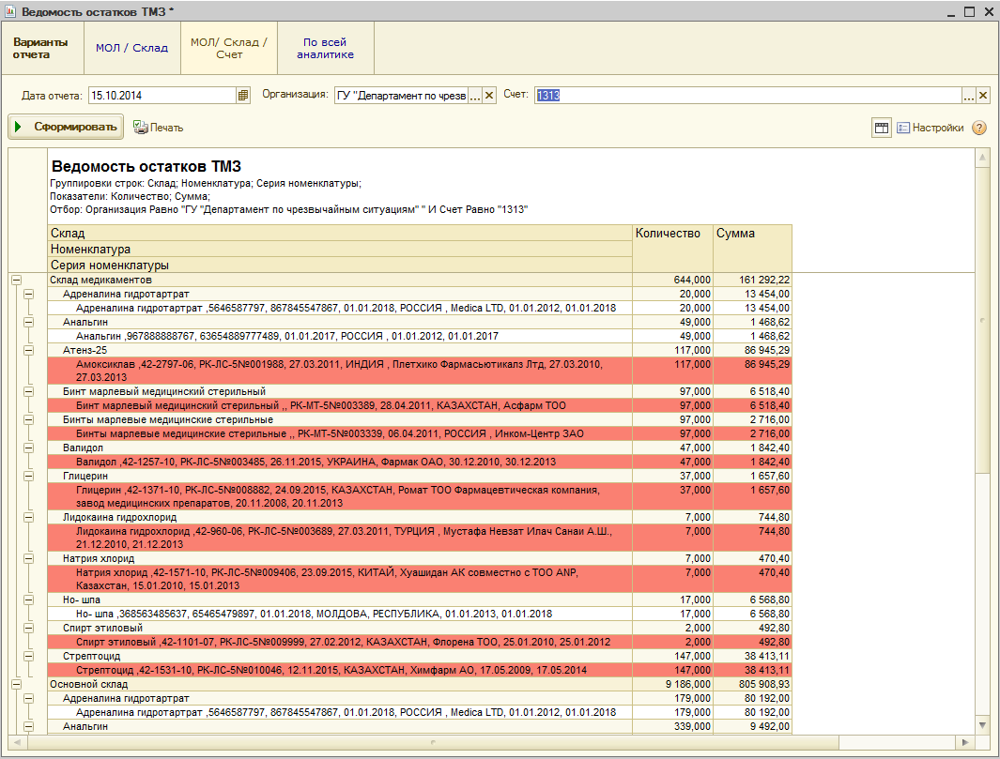 Ведомость остатков ТМЗ *
Варианты отчета
МОЛ / Склад
МОЛ/ Склад / Счет
По всей аналитике
Дата отчета: 15.10.2014 Организация: ГУ "Департамент по чрезв ... Счет: 1313 ...
Сформировать Печать Настройки ?
Ведомость остатков ТМЗ
Группировки строк: Склад; Номенклатура; Серия номенклатуры;
Показатели: Количество; Сумма;
Отбор: Организация Равно "ГУ "Департамент по чрезвычайным ситуациям" " И Счет Равно "1313"
Склад Количество Сумма
Номенклатура
Серия номенклатуры
Склад медикаментов 644,000 161 292,22
Адреналина гидротартрат 20,000 13 454,00
Адреналина гидротартрат ,5646587797, 867845547867, 01.01.2018, РОССИЯ , Medica LTD, 01.01.2012, 01.01.2018 20,000 13 454,00
Анальгин 49,000 1 468,62
Анальгин ,967888888767, 63654889777489, 01.01.2017, РОССИЯ , 01.01.2012, 01.01.2017 49,000 1 468,62
Атенз-25 117,000 86 945,29
Амоксиклав ,42-2797-06, РК-ЛС-5№001988, 27.03.2011, ИНДИЯ , Плетхико Фармасьютикалз Лтд, 27.03.2010, 117,000 86 945,29
27.03.2013
Бинт марлевый медицинский стерильный 97,000 6 518,40
Бинт марлевый медицинский стерильный ,, РК-МТ-5№003389, 28.04.2011, КАЗАХСТАН, Асфарм ТОО 97,000 6 518,40
Бинты марлевые медицинские стерильные 97,000 2 716,00
Бинты марлевые медицинские стерильные ,, РК-МТ-5№003339, 06.04.2011, РОССИЯ , Инком-Центр ЗАО 97,000 2 716,00
Валидол 47,000 1 842,40
Валидол ,42-1257-10, РК-ЛС-5№003485, 26.11.2015, УКРАИНА, Фармак ОАО, 30.12.2010, 30.12.2013 47,000 1 842,40
Глицерин 37,000 1 657,60
Глицерин ,42-1371-10, РК-ЛС-5№008882, 24.09.2015, КАЗАХСТАН, Ромат ТОО Фармацевтическая компания, 37,000 1 657,60
завод медицинских препаратов, 20.11.2008, 20.11.2013
Лидокаина гидрохлорид 7,000 744,80
Лидокаина гидрохлорид ,42-960-06, РК-ЛС-5№003689, 27.03.2011, ТУРЦИЯ , Мустафа Невзат Илач Санаи А.Ш., 7,000 744,80
21.12.2010, 21.12.2013
Натрия хлорид 7,000 470,40
Натрия хлорид ,42-1571-10, РК-ЛС-5№009406, 23.09.2015, КИТАЙ, Хуашидан АК совместно с ТОО ANP, 7,000 470,40
Казахстан, 15.01.2010, 15.01.2013
Но- шпа 17,000 6 568,80
Но- шпа ,368563485637, 65465479897, 01.01.2018, МОЛДОВА, РЕСПУБЛИКА, 01.01.2013, 01.01.2018 17,000 6 568,80
Спирт этиловый 2,000 492,80
Спирт этиловый ,42-1101-07, РК-ЛС-5№009999, 27.02.2012, КАЗАХСТАН, Флорена ТОО, 25.01.2010, 25.01.2012 2,000 492,80
Стрептоцид 147,000 38 413,11
Стрептоцид ,42-1531-10, РК-ЛС-5№010046, 12.11.2015, КАЗАХСТАН, Химфарм АО, 17.05.2009, 17.05.2014 147,000 38 413,11
Основной склад 9 186,000 805 908,93
Адреналина гидротартрат 179,000 80 192,00
Адреналина гидротартрат ,5646587797, 867845547867, 01.01.2018, РОССИЯ , Medica LTD, 01.01.2012, 01.01.2018 179,000 80 192,00
Анальгин 339,000 9 492,00